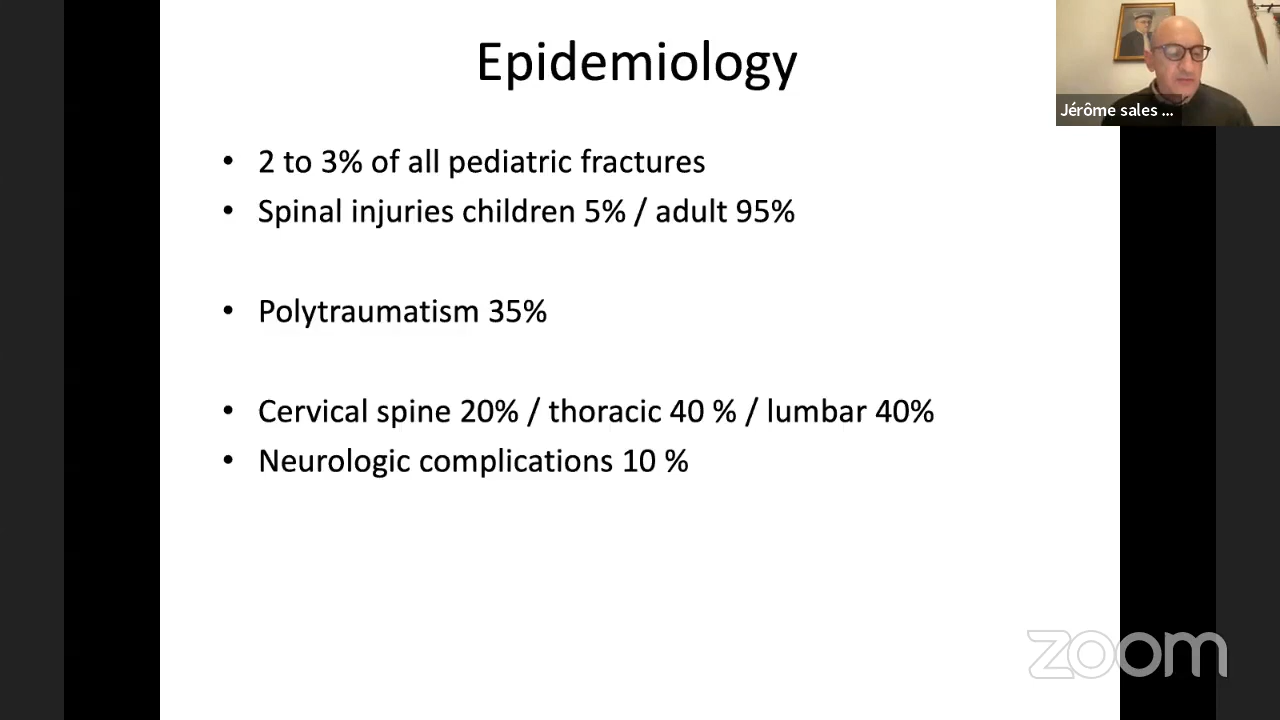 Epidemiology
Jérôme sales ...
• 2 to 3% of all pediatric fractures
• Spinal injuries children 5% / adult 95%
• Polytraumatism 35%
• Cervical spine 20% / thoracic 40 % / lumbar 40%
• Neurologic complications 10 %
zoom